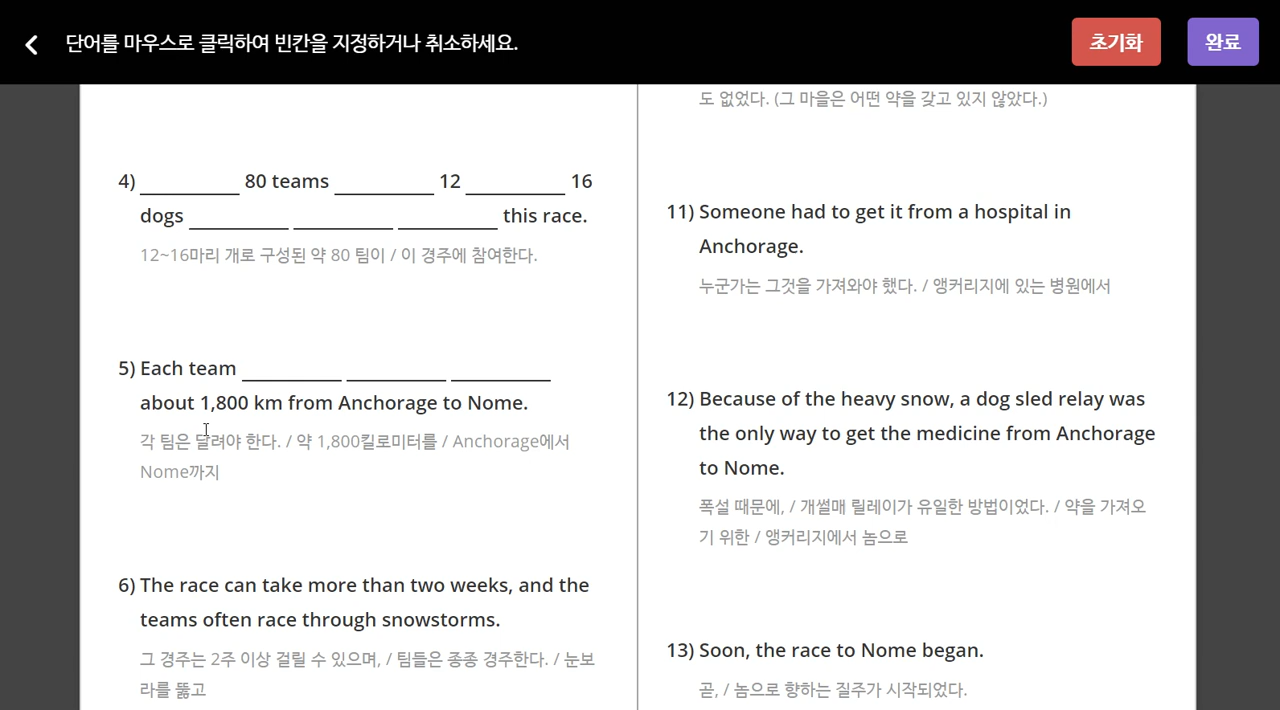 단어를 마우스로 클릭하여 빈칸을 지정하거나 취소하세요.
초기화
완료
4) __________ 80 teams __________ 12 __________ 16
dogs __________ __________ __________ this race.
12~16마리 개로 구성된 약 80 팀이 / 이 경주에 참여한다.
5) Each team __________ __________ __________
about 1,800 km from Anchorage to Nome.
각 팀은 달려야 한다. / 약 1,800킬로미터를 / Anchorage에서
Nome까지
6) The race can take more than two weeks, and the
teams often race through snowstorms.
그 경주는 2주 이상 걸릴 수 있으며, / 팀들은 종종 경주한다. / 눈보
라를 뚫고
도 없었다. (그 마을은 어떤 약을 갖고 있지 않았다.)
11) Someone had to get it from a hospital in
Anchorage.
누군가는 그것을 가져와야 했다. / 앵커리지에 있는 병원에서
12) Because of the heavy snow, a dog sled relay was
the only way to get the medicine from Anchorage
to Nome.
폭설 때문에, / 개썰매 릴레이가 유일한 방법이었다. / 약을 가져오
기 위한 / 앵커리지에서 놈으로
13) Soon, the race to Nome began.
곧, / 놈으로 향하는 질주가 시작되었다.